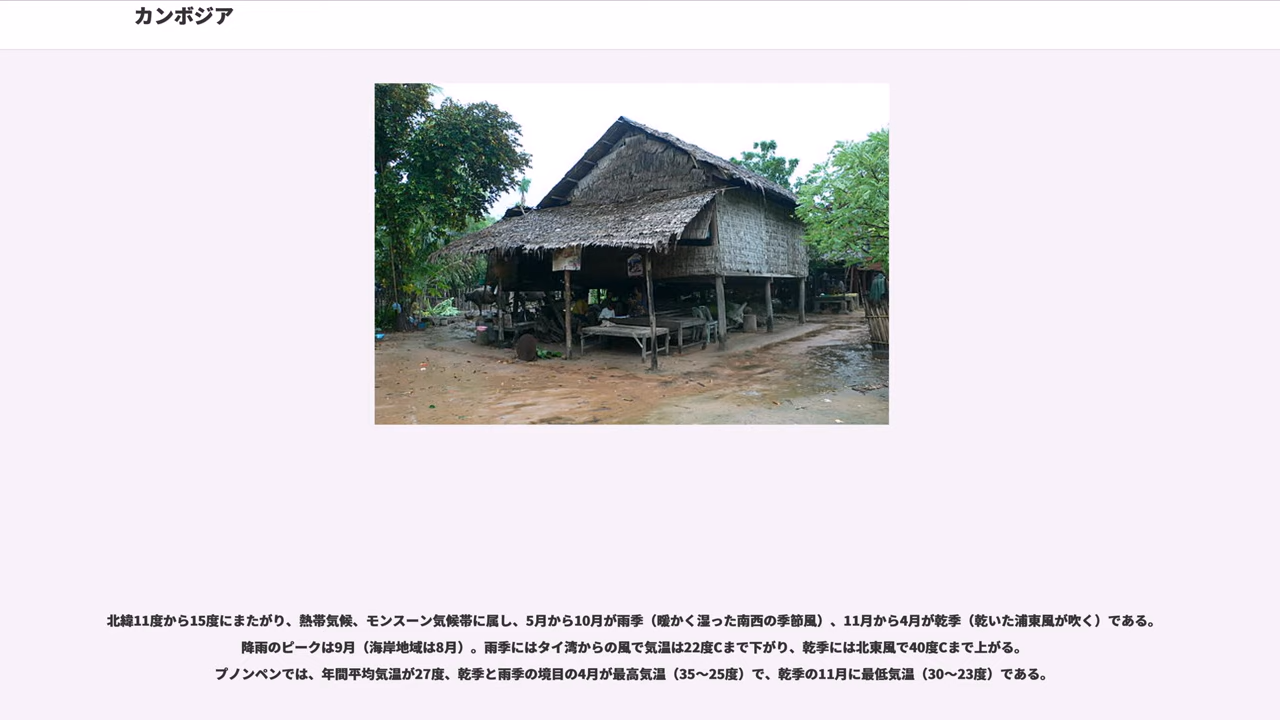 カンボジア
北緯11度から15度にまたがり、熱帯気候、モンスーン気候帯に属し、5月から10月が雨季（暖かく湿った南西の季節風）、11月から4月が乾季（乾いた浦東風が吹く）である。
降雨のピークは9月（海岸地域は8月）。雨季にはタイ湾からの風で気温は22度Cまで下がり、乾季には北東風で40度Cまで上がる。
プノンペンでは、年間平均気温が27度、乾季と雨季の境目の4月が最高気温（35〜25度）で、乾季の11月に最低気温（30〜23度）である。